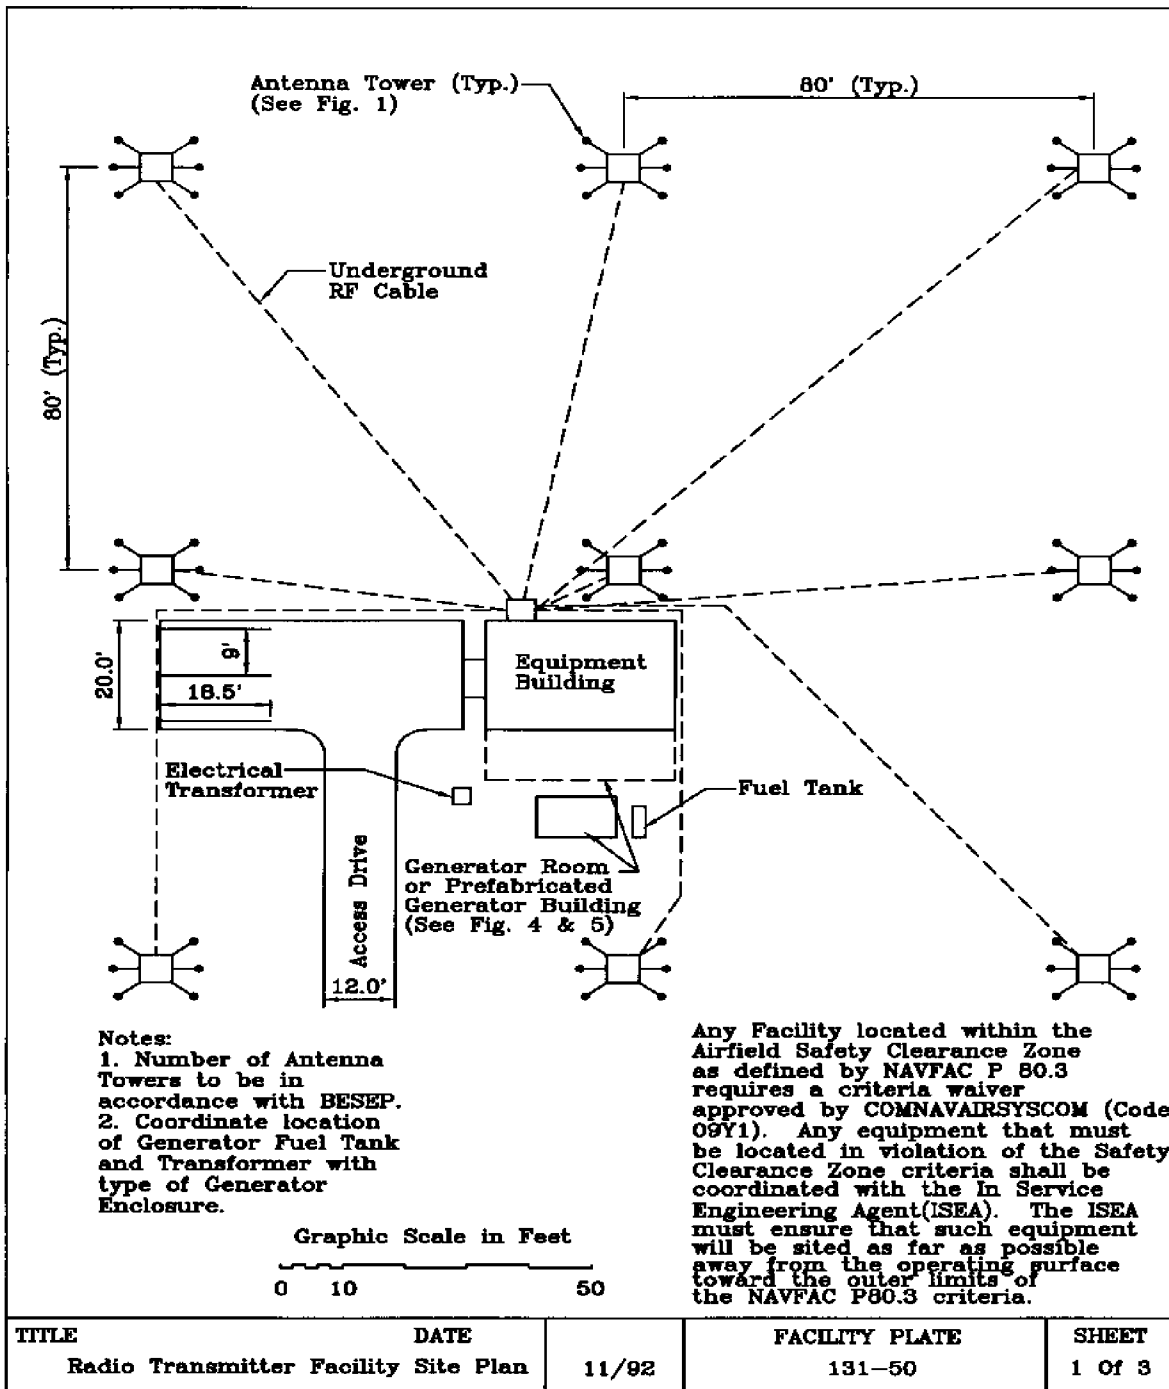 Antenna Tower (Typ.)
(See Fig. 1)
80' (Typ.)
Underground
RF Cable
80' (Typ.)
20.0'
9'
18.5'
Equipment
Building
Electrical
Transformer
Fuel Tank
Access Drive
Generator Room
or Prefabricated
Generator Building
(See Fig. 4 & 5)
12.0'
Notes:
1. Number of Antenna
Towers to be in
accordance with BESEP.
2. Coordinate location
of Generator Fuel Tank
and Transformer with
type of Generator
Enclosure.
Any Facility located within the
Airfield Safety Clearance Zone
as defined by NAVFAC P 80.3
requires a criteria waiver
approved by COMNAVAIRSYSCOM (Code
09Y1). Any equipment that must
be located in violation of the Safety
Clearance Zone criteria shall be
coordinated with the In Service
Engineering Agent(ISEA). The ISEA
must ensure that such equipment
will be sited as far as possible
away from the operating surface
toward the outer limits of
the NAVFAC P80.3 criteria.
Graphic Scale in Feet
0 10 50
TITLE DATE FACILITY PLATE SHEET
Radio Transmitter Facility Site Plan 11/92 131-50 1 Of 3